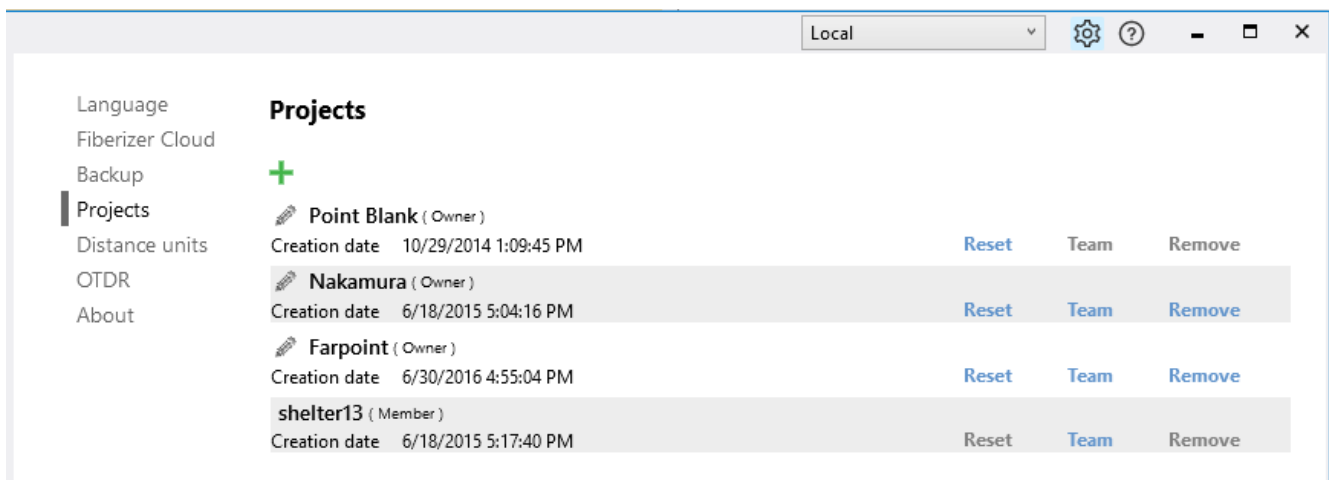 Local
Language
Fiberizer Cloud
Backup
Projects
Distance units
OTDR
About
Projects
Point Blank ( Owner )
Creation date 10/29/2014 1:09:45 PM Reset Team Remove
Nakamura ( Owner )
Creation date 6/18/2015 5:04:16 PM Reset Team Remove
Farpoint ( Owner )
Creation date 6/30/2016 4:55:04 PM Reset Team Remove
shelter13 ( Member )
Creation date 6/18/2015 5:17:40 PM Reset Team Remove